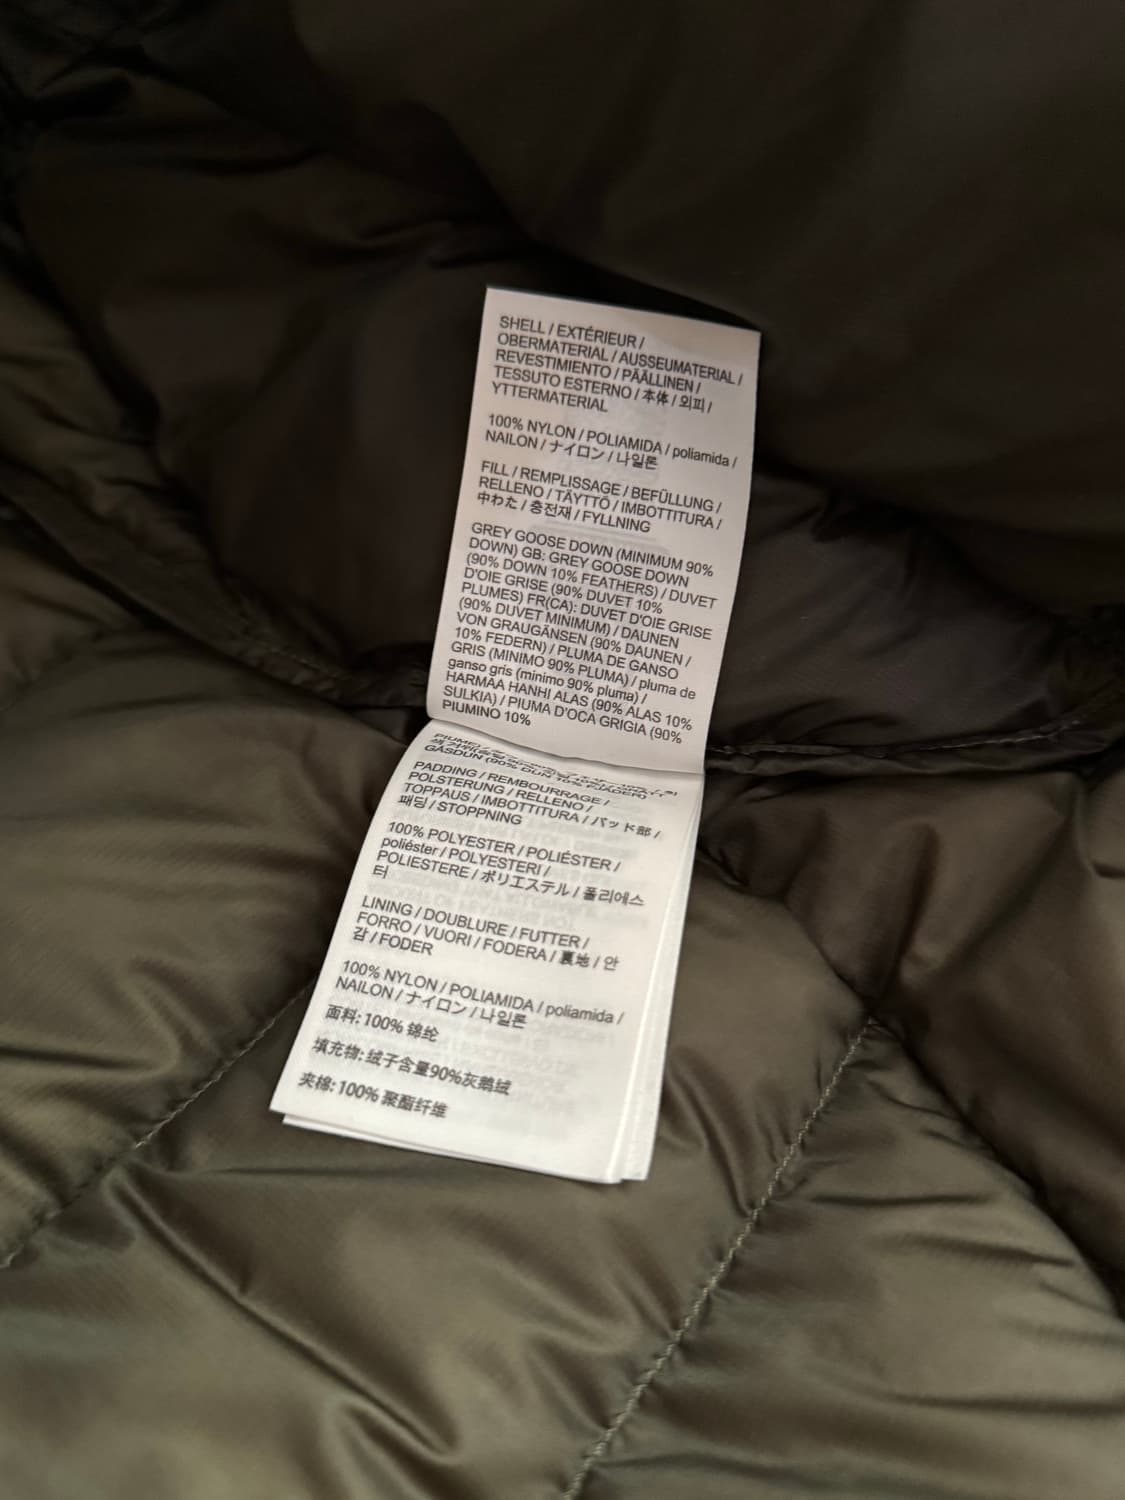 SHELL / EXTÉRIEUR /
OBERMATERIAL / AUSSEUMATERIAL /
REVESTIMIENTO / PÄÄLLINEN /
TESSUTO ESTERNO / 本体 / 외피 /
YTTERMATERIAL
100% NYLON / POLIAMIDA / poliamida /
NAILON / ナイロン / 나일론
FILL / REMPLISSAGE / BEFÜLLUNG /
RELLENO / TÄYTTÖ / IMBOTTITURA /
中わた / 충전재 / FYLLNING
GREY GOOSE DOWN (MINIMUM 90%
DOWN) GB: GREY GOOSE DOWN
(90% DOWN 10% FEATHERS) / DUVET
D'OIE GRISE (90% DUVET 10%
PLUMES) FR(CA): DUVET D'OIE GRISE
(90% DUVET MINIMUM) / DAUNEN
VON GRAUGÄNSEN (90% DAUNEN /
10% FEDERN) / PLUMA DE GANSO
GRIS (MINIMO 90% PLUMA) / pluma de
ganso gris (mínimo 90% pluma) /
HARMAA HANHI ALAS (90% ALAS 10%
SULKIA) / PIUMA D'OCA GRIGIA (90%
PIUMINO 10%
PIUME) /
GÅSDUN (90% DUN 10% FJÄDER)
PADDING / REMBOURRAGE /
POLSTERUNG / RELLENO /
TOPPAUS / IMBOTTITURA / パッド部 /
패딩 / STOPPNING
100% POLYESTER / POLIÉSTER /
poliéster / POLYESTERI /
POLIESTERE / ポリエステル / 폴리에스
터
LINING / DOUBLURE / FUTTER /
FORRO / VUORI / FODERA / 裏地 / 안
감 / FODER
100% NYLON / POLIAMIDA / poliamida /
NAILON / ナイロン / 나일론
面料: 100% 锦纶
填充物: 绒子含量90%灰鹅绒
夹棉: 100% 聚酯纤维